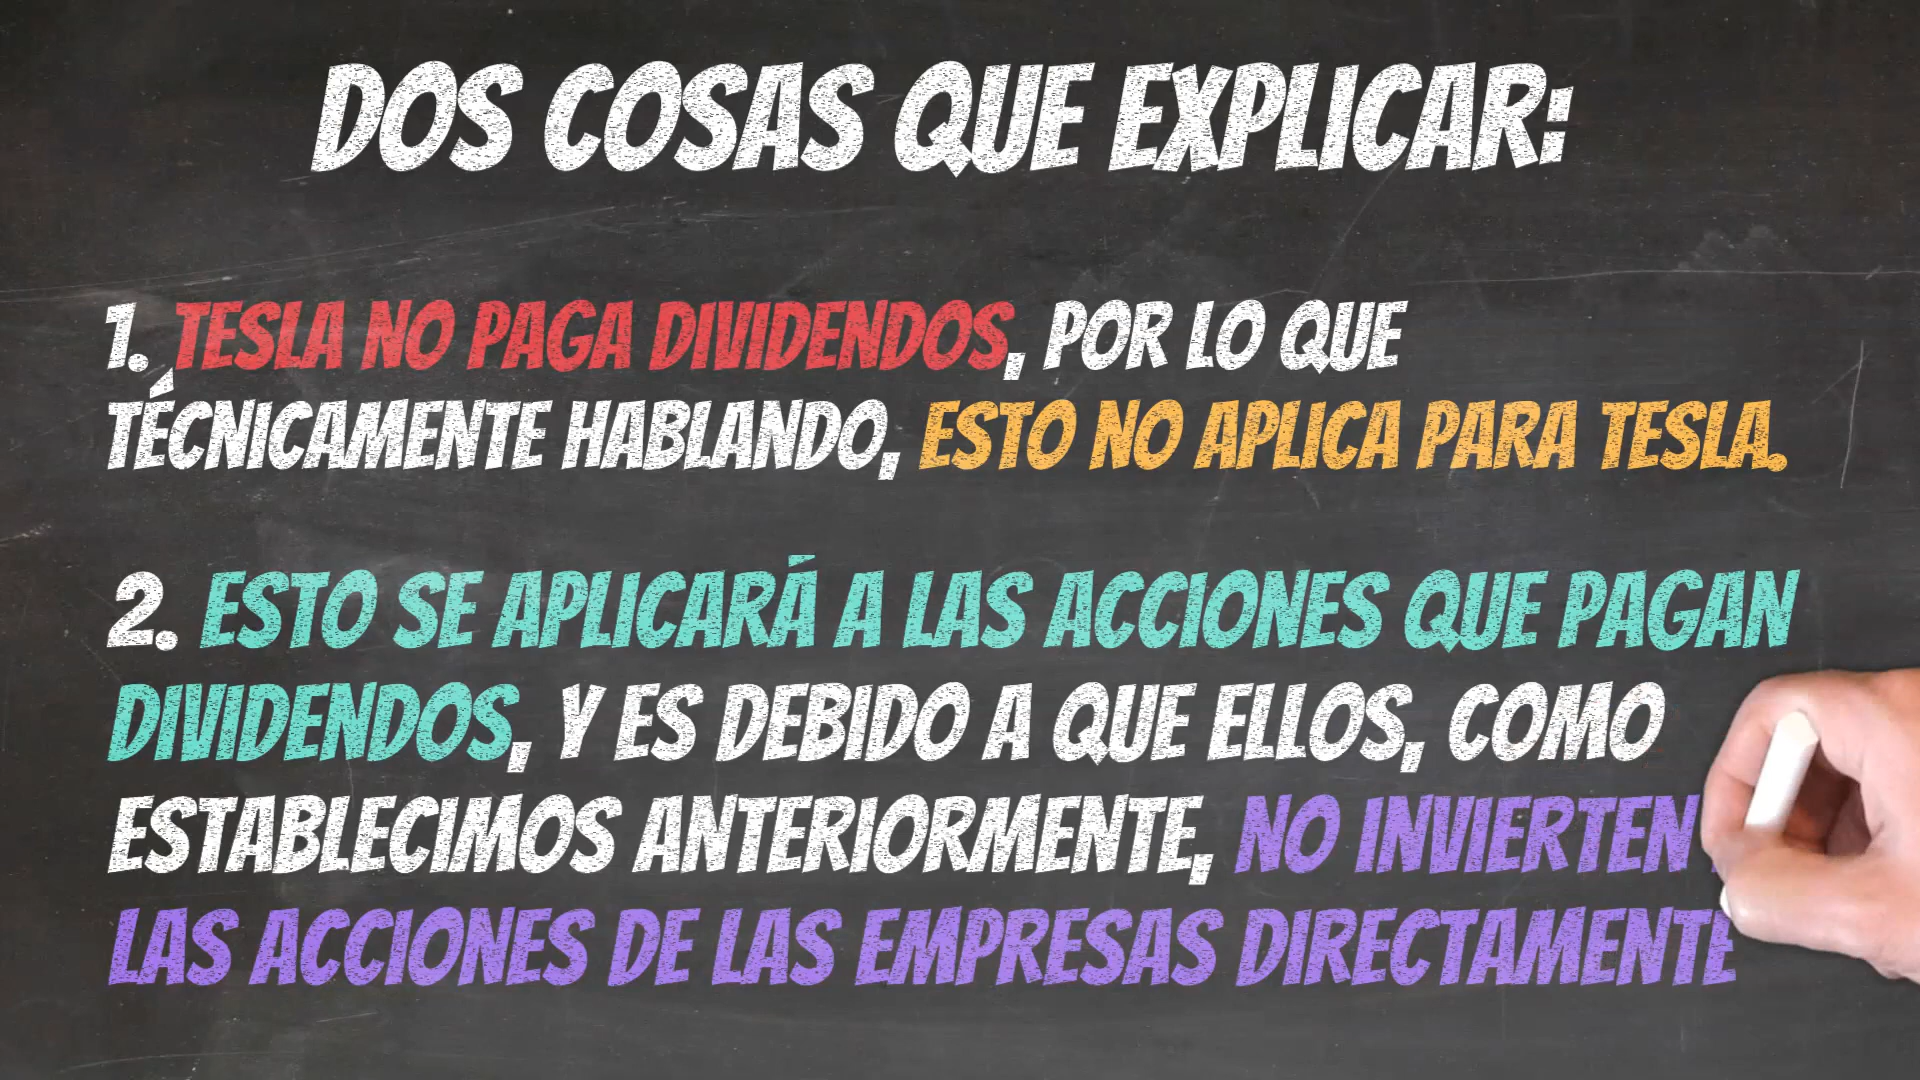 DOS COSAS QUE EXPLICAR:
1. TESLA NO PAGA DIVIDENDOS, POR LO QUE
TÉCNICAMENTE HABLANDO, ESTO NO APLICA PARA TESLA.
2. ESTO SE APLICARÁ A LAS ACCIONES QUE PAGAN
DIVIDENDOS, Y ES DEBIDO A QUE ELLOS, COMO
ESTABLECIMOS ANTERIORMENTE, NO INVIERTEN
LAS ACCIONES DE LAS EMPRESAS DIRECTAMENTE